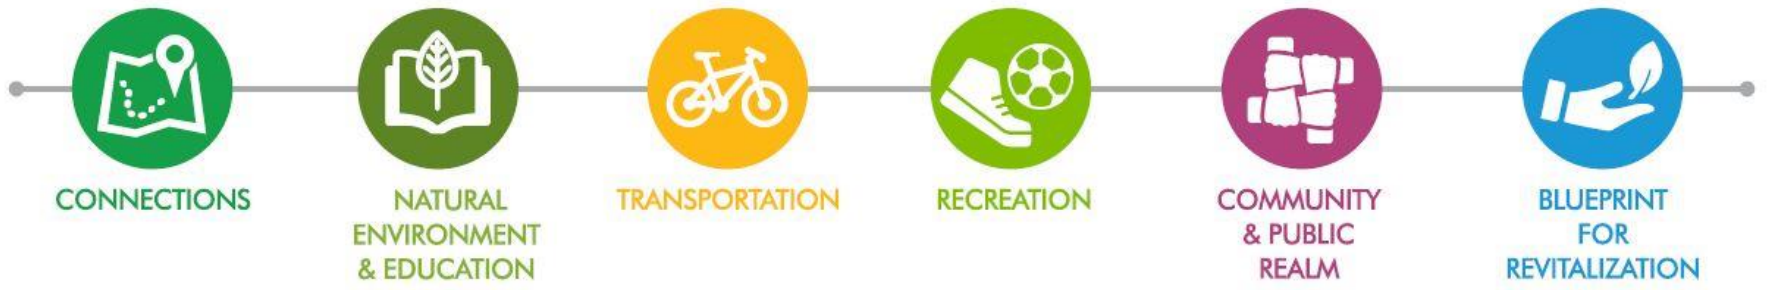 CONNECTIONS
NATURAL
ENVIRONMENT
& EDUCATION
TRANSPORTATION
RECREATION
COMMUNITY
& PUBLIC
REALM
BLUEPRINT
FOR
REVITALIZATION